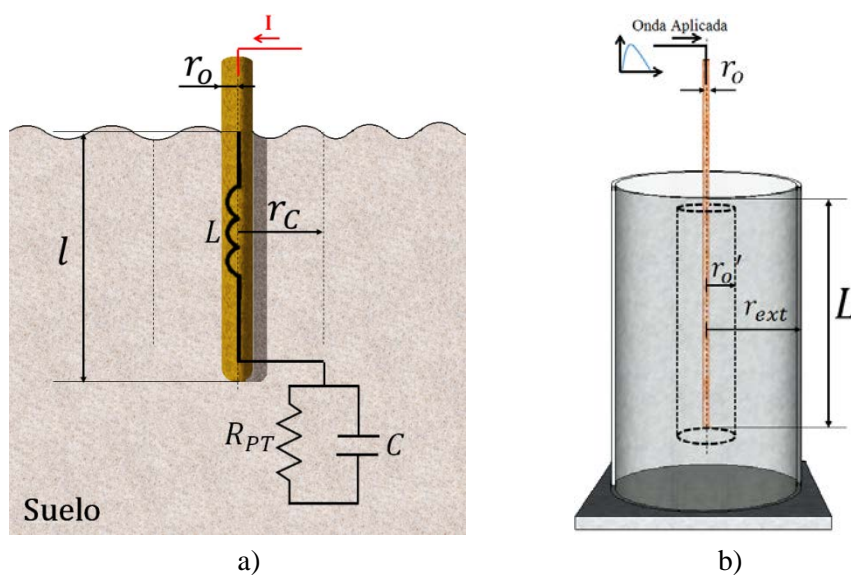 I
r_o
l
L
r_C
R_PT
C
Suelo
a)
Onda Aplicada
r_o
r_o'
r_ext
L
b)